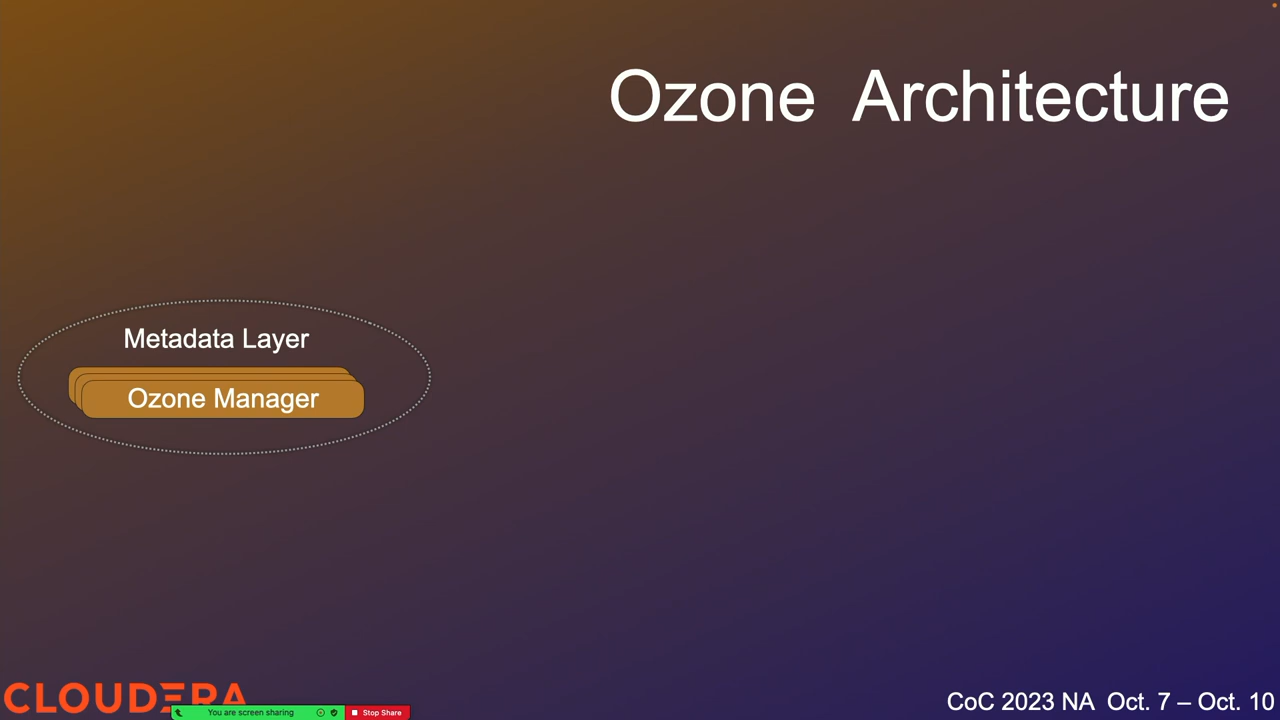 Ozone Architecture
Metadata Layer
Ozone Manager
CLOUDERA
You are screen sharing
Stop Share
CoC 2023 NA Oct. 7 – Oct. 10